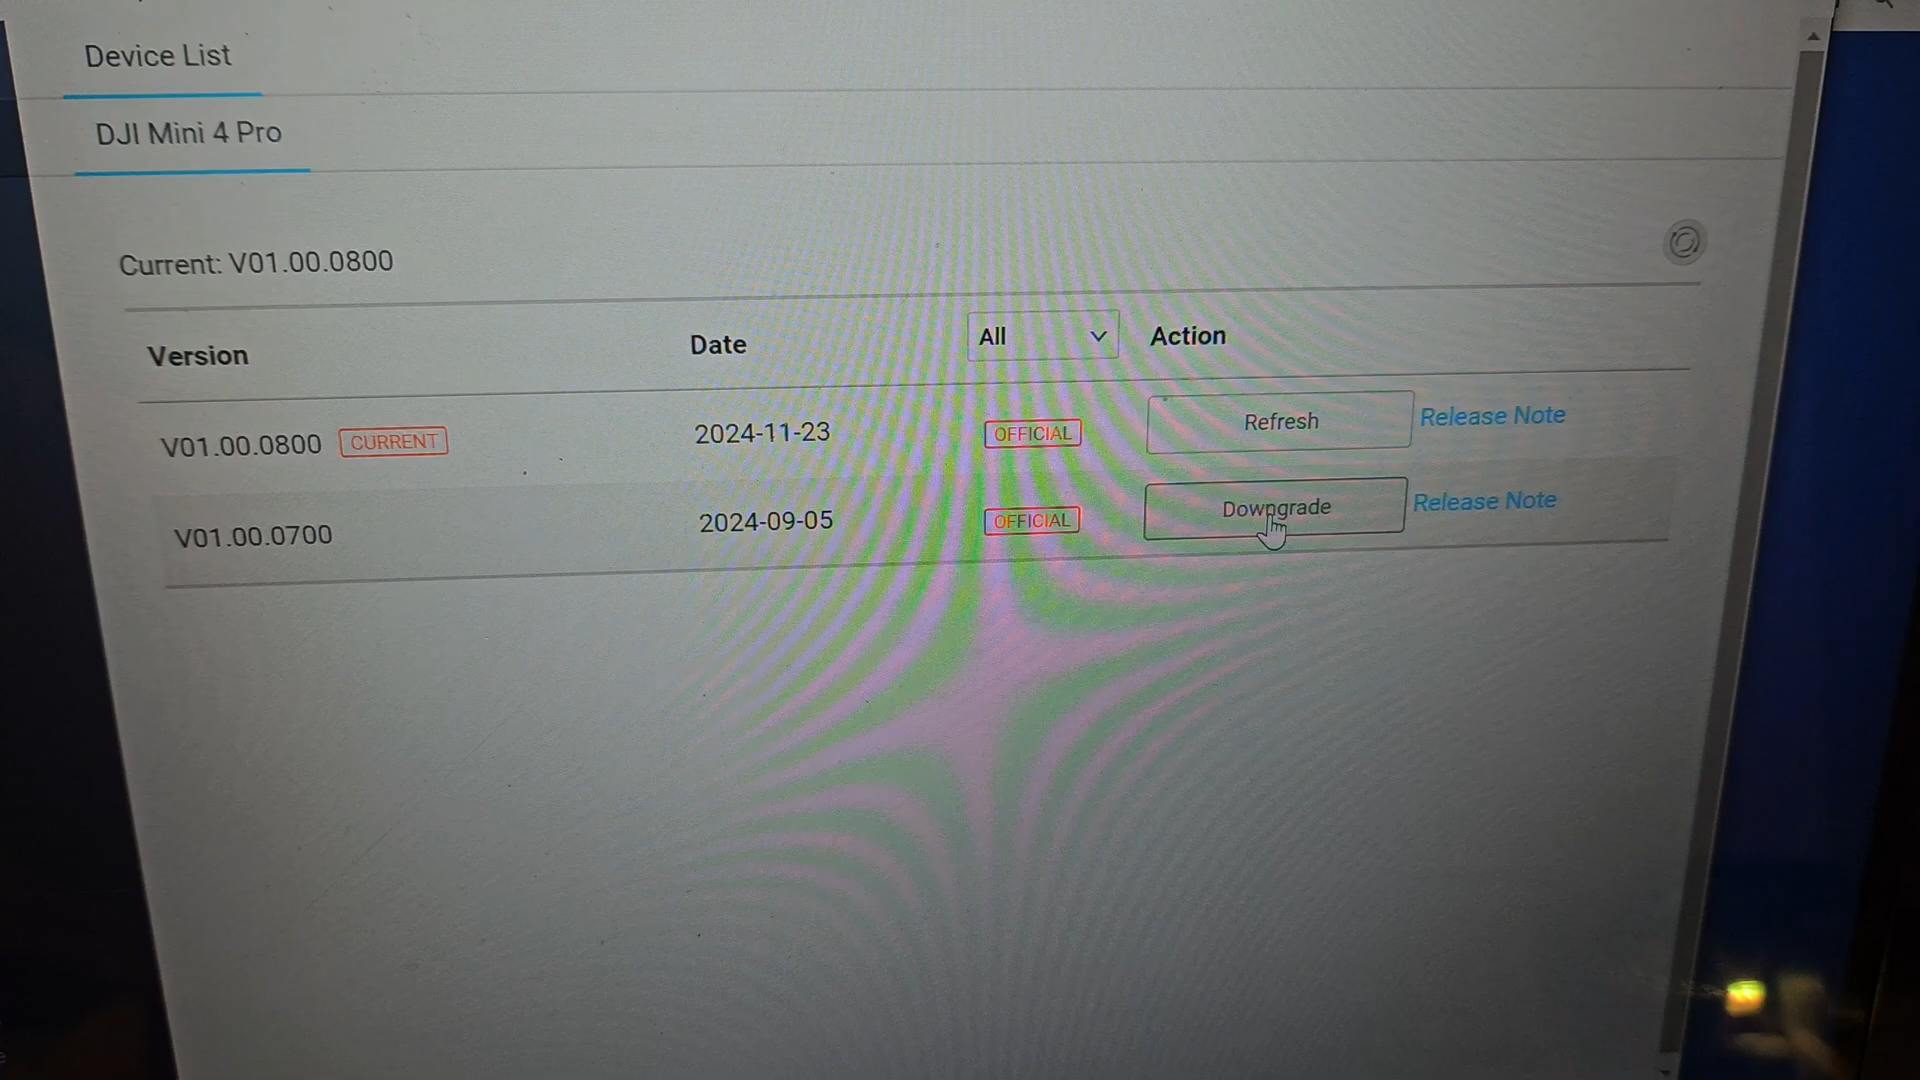 Device List
DJI Mini 4 Pro
Current: V01.00.0800
Version Date All Action
V01.00.0800 CURRENT 2024-11-23 OFFICIAL Refresh Release Note
V01.00.0700 2024-09-05 OFFICIAL Downgrade Release Note